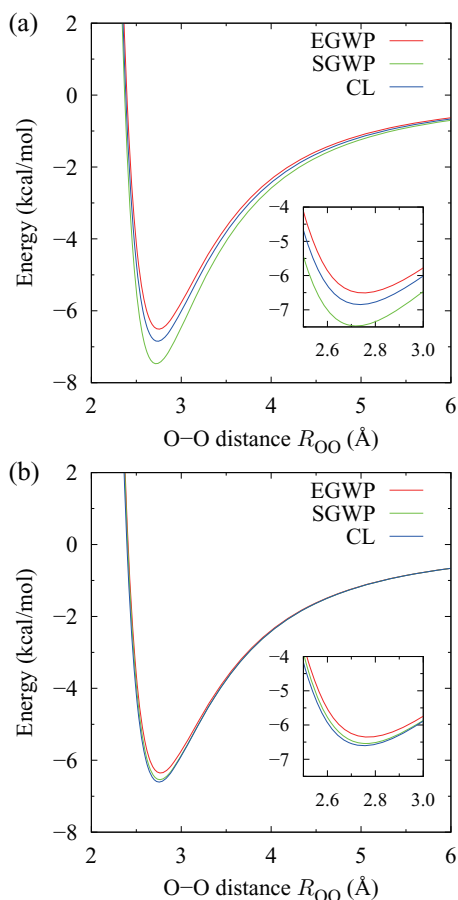 (a)
2
0
−2
−4
−6
−8
Energy (kcal/mol)
EGWP
SGWP
CL
−4
−5
−6
−7
2.6 2.8 3.0
2 3 4 5 6
O−O distance R_OO (Å)
(b)
2
0
−2
−4
−6
−8
Energy (kcal/mol)
EGWP
SGWP
CL
−4
−5
−6
−7
2.6 2.8 3.0
2 3 4 5 6
O−O distance R_OO (Å)